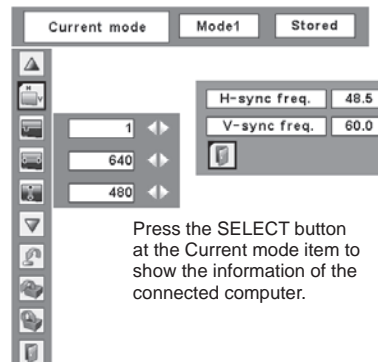 Current mode Mode1 Stored
H
V
H-sync freq. 48.5
V-sync freq. 60.0
1
640
480
Press the SELECT button
at the Current mode item to
show the information of the
connected computer.